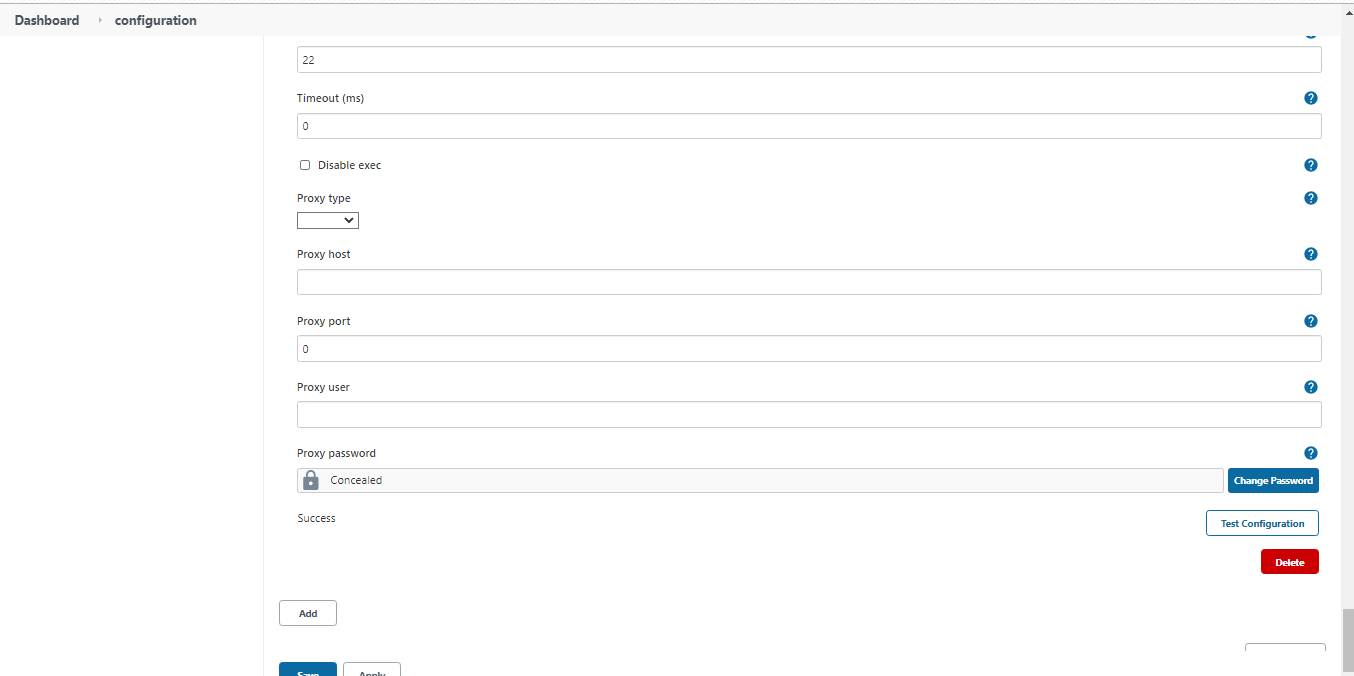 Dashboard configuration
22
Timeout (ms)
0
Disable exec
Proxy type
Proxy host
Proxy port
0
Proxy user
Proxy password
Concealed Change Password
Success Test Configuration
Delete
Add
Save Apply